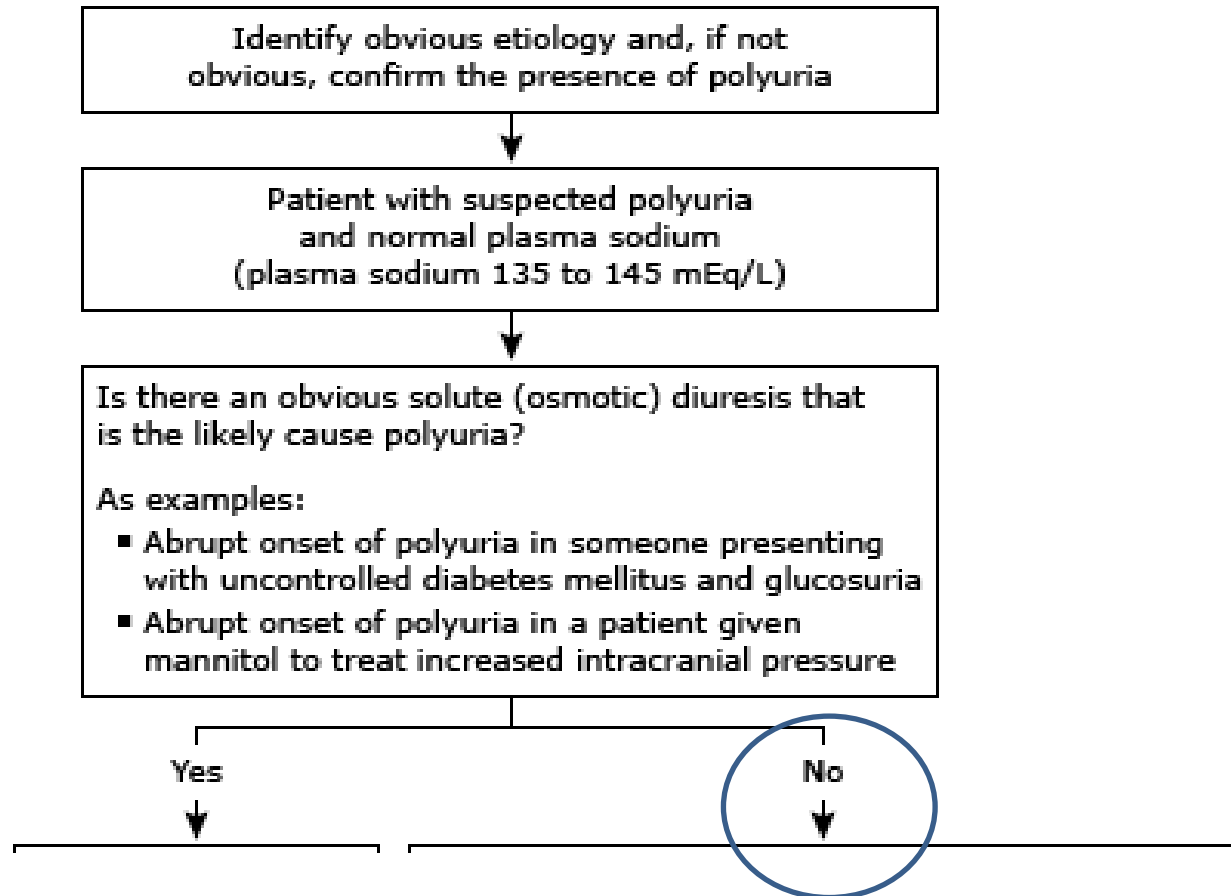 Identify obvious etiology and, if not
obvious, confirm the presence of polyuria
Patient with suspected polyuria
and normal plasma sodium
(plasma sodium 135 to 145 mEq/L)
Is there an obvious solute (osmotic) diuresis that
is the likely cause polyuria?
As examples:
▪ Abrupt onset of polyuria in someone presenting
with uncontrolled diabetes mellitus and glucosuria
▪ Abrupt onset of polyuria in a patient given
mannitol to treat increased intracranial pressure
Yes
No